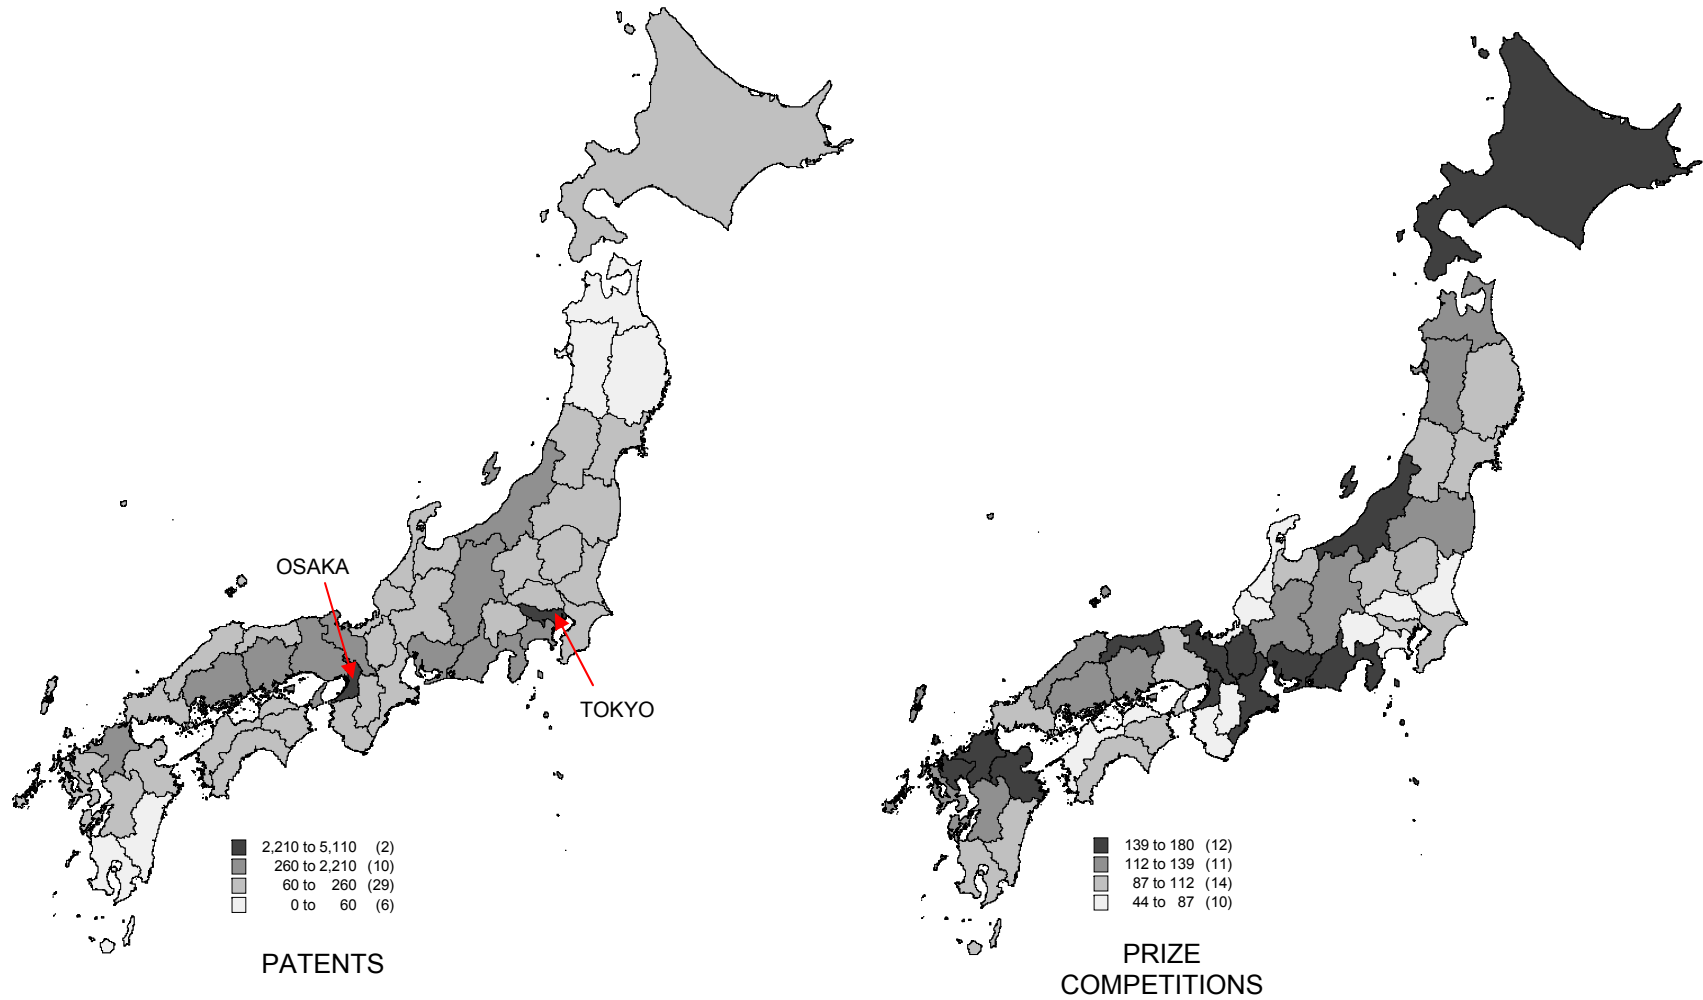 OSAKA
TOKYO
2,210 to 5,110 (2)
260 to 2,210 (10)
60 to 260 (29)
0 to 60 (6)
PATENTS
139 to 180 (12)
112 to 139 (11)
87 to 112 (14)
44 to 87 (10)
PRIZE
COMPETITIONS